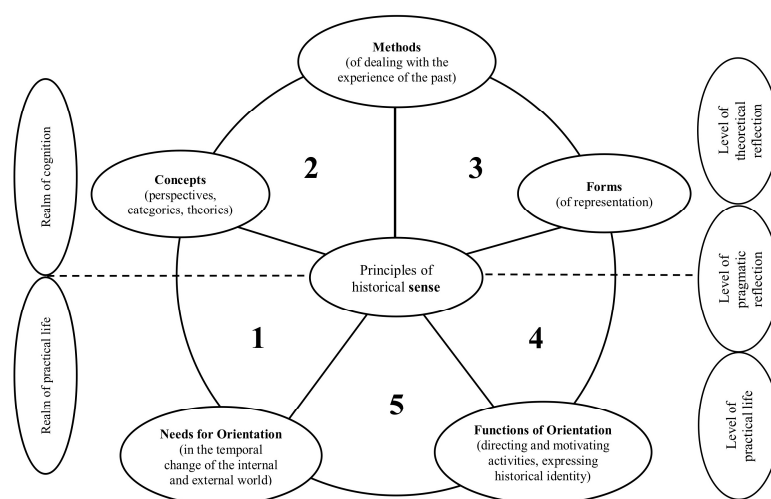 Methods
(of dealing with the
experience of the past)
Realm of cognition
Level of
theoretical
reflection
2
3
Concepts
(perspectives,
categories, theories)
Forms
(of representation)
Principles of
historical sense
Level of
pragmatic
reflection
Realm of practical life
1
4
5
Needs for Orientation
(in the temporal
change of the internal
and external world)
Functions of Orientation
(directing and motivating
activities, expressing
historical identity)
Level of
practical life